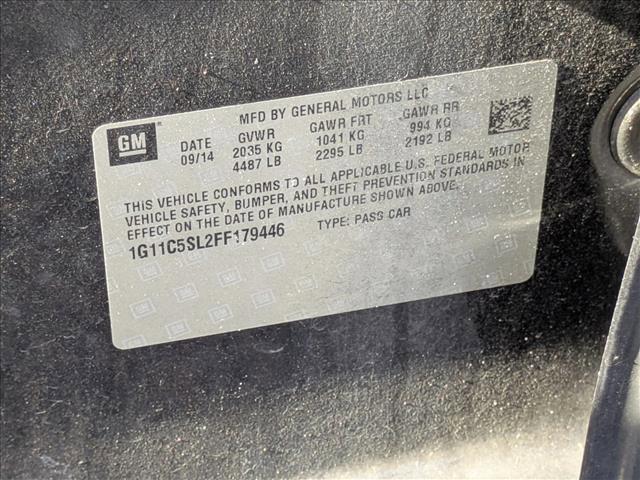 MFD BY GENERAL MOTORS LLC
GM DATE GVWR GAWR FRT GAWR RR
09/14 2035 KG 1041 KG 994 KG
4487 LB 2295 LB 2192 LB
THIS VEHICLE CONFORMS TO ALL APPLICABLE U.S. FEDERAL MOTOR
VEHICLE SAFETY, BUMPER, AND THEFT PREVENTION STANDARDS IN
EFFECT ON THE DATE OF MANUFACTURE SHOWN ABOVE.
1G11C5SL2FF179446 TYPE: PASS CAR